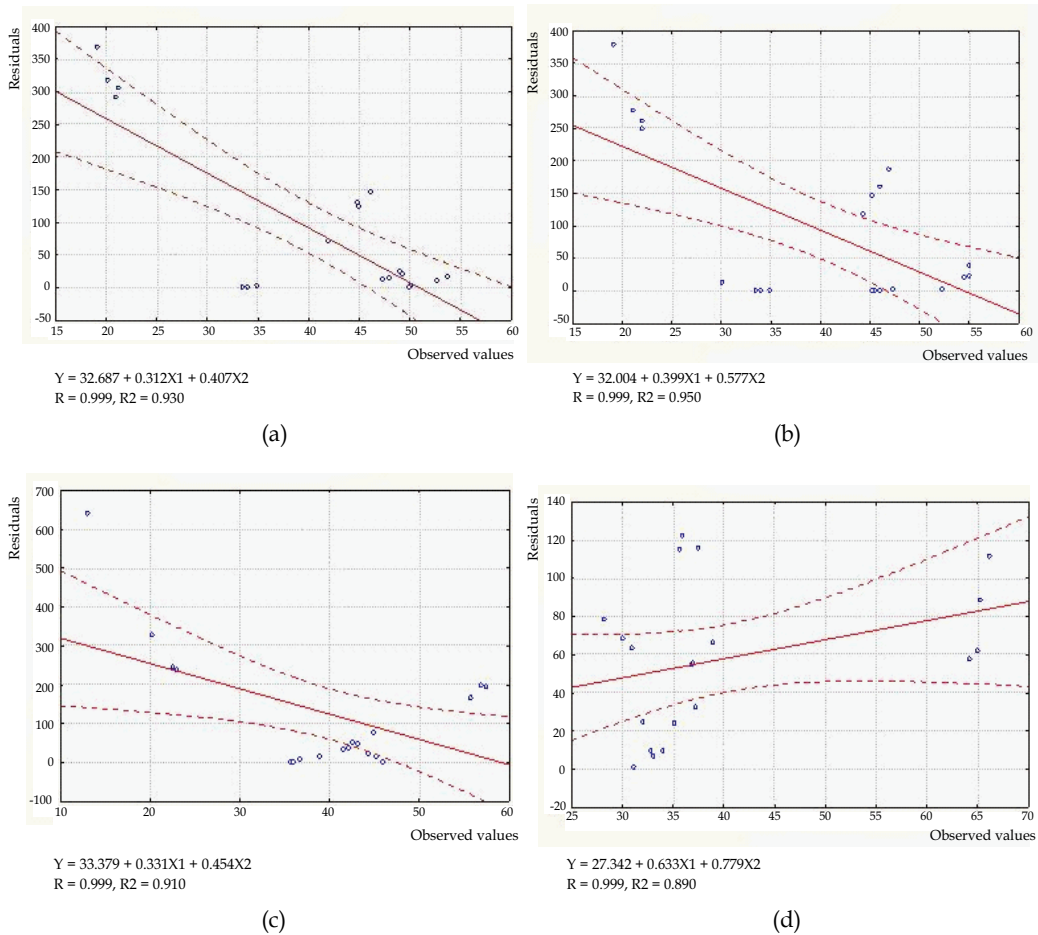 Residuals
400
350
300
250
200
150
100
50
0
-50
15 20 25 30 35 40 45 50 55 60
Observed values
Y = 32.687 + 0.312X1 + 0.407X2
R = 0.999, R2 = 0.930
(a)
Residuals
400
350
300
250
200
150
100
50
0
-50
15 20 25 30 35 40 45 50 55 60
Observed values
Y = 32.004 + 0.399X1 + 0.577X2
R = 0.999, R2 = 0.950
(b)
Residuals
700
600
500
400
300
200
100
0
-100
10 20 30 40 50 60
Observed values
Y = 33.379 + 0.331X1 + 0.454X2
R = 0.999, R2 = 0.910
(c)
Residuals
140
120
100
80
60
40
20
0
-20
25 30 35 40 45 50 55 60 65 70
Observed values
Y = 27.342 + 0.633X1 + 0.779X2
R = 0.999, R2 = 0.890
(d)